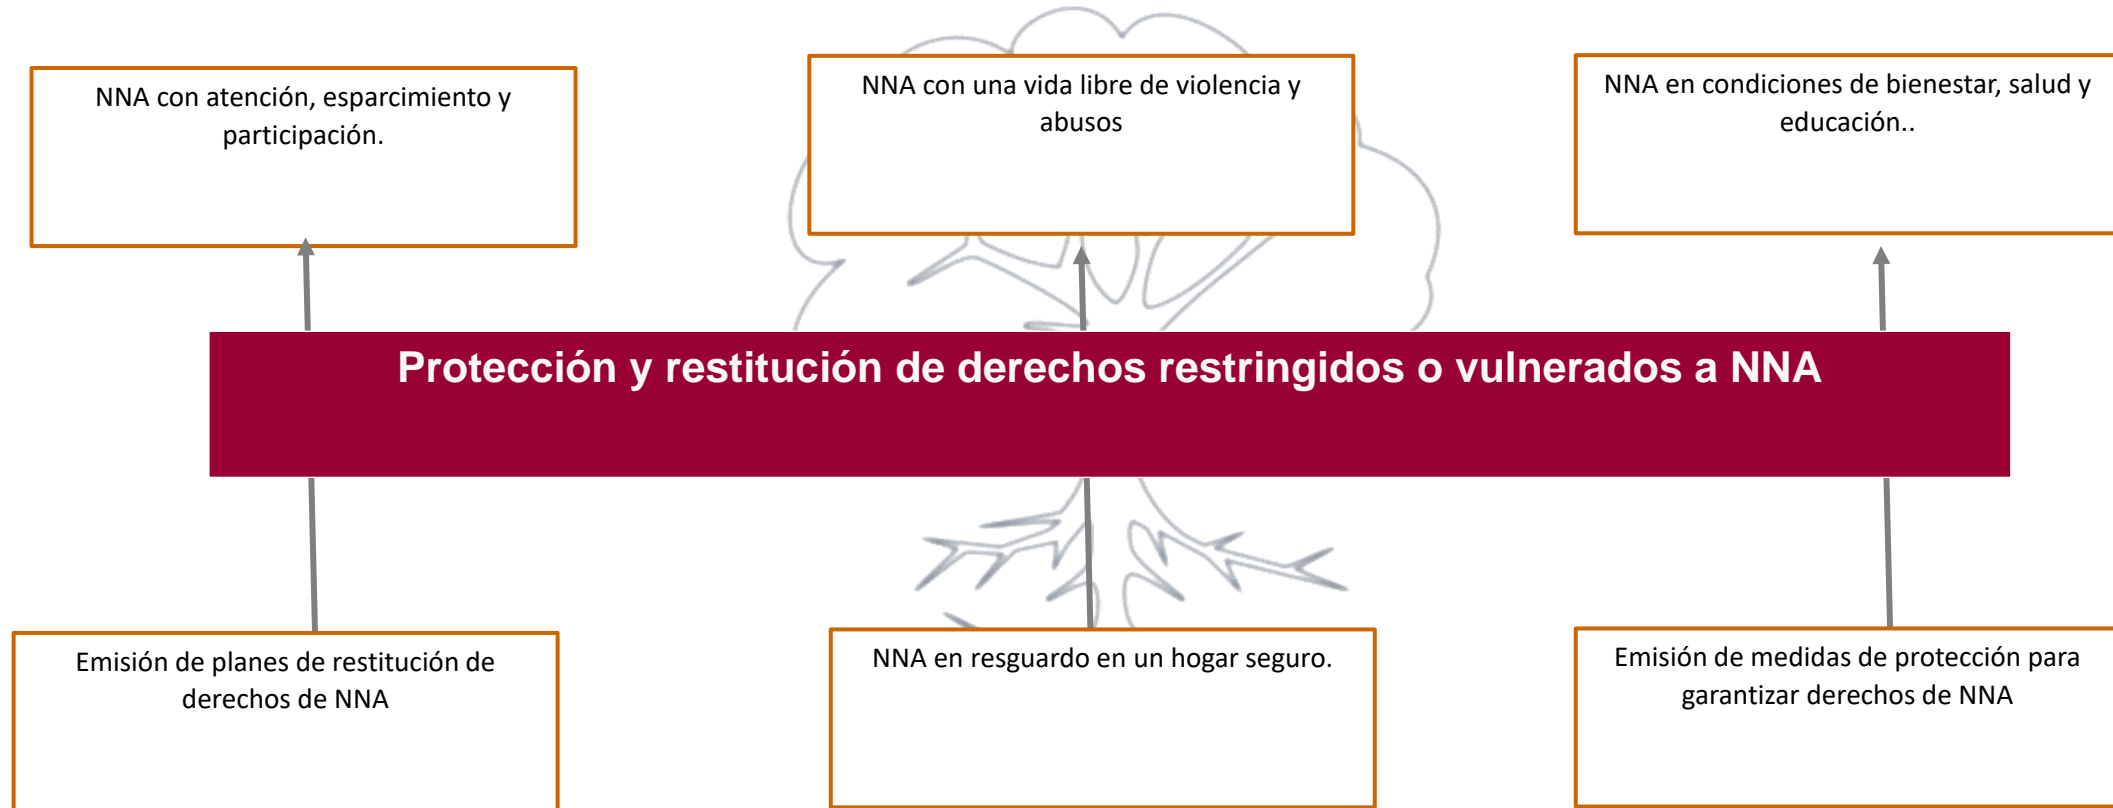 NNA con atención, esparcimiento y
participación.
NNA con una vida libre de violencia y
abusos
NNA en condiciones de bienestar, salud y
educación..
Protección y restitución de derechos restringidos o vulnerados a NNA
Emisión de planes de restitución de
derechos de NNA
NNA en resguardo en un hogar seguro.
Emisión de medidas de protección para
garantizar derechos de NNA